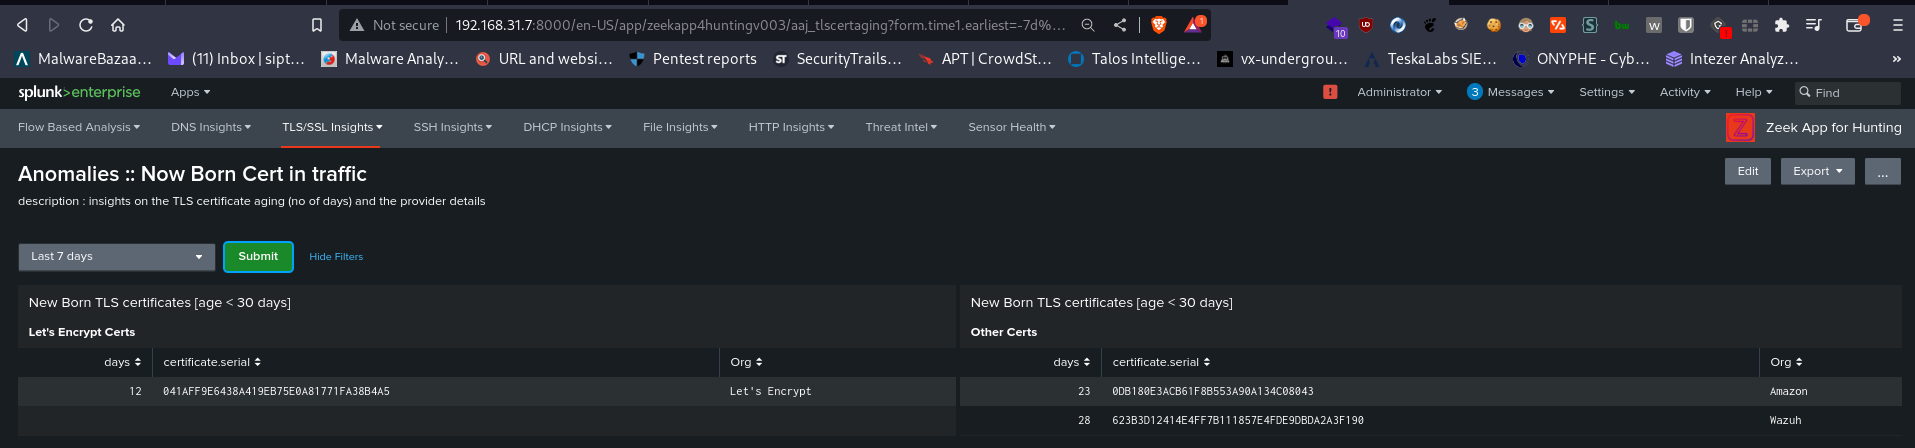 Not secure 192.168.31.7:8000/en-US/app/zeekapp4huntingv003/aaj_tlscertaging?form.time1.earliest=-7d%... 1 10 1
MalwareBazaa... (11) Inbox | sipt... Malware Analy... URL and websi... Pentest reports SecurityTrails... APT | CrowdSt... Talos Intellige... vx-undergrou... TeskaLabs SIE... ONYPHE - Cyb... Intezer Analyz... »
splunk>enterprise Apps ! Administrator 3 Messages Settings Activity Help Find
Flow Based Analysis DNS Insights TLS/SSL Insights SSH Insights DHCP Insights File Insights HTTP Insights Threat Intel Sensor Health Z Zeek App for Hunting
Anomalies :: Now Born Cert in traffic Edit Export ...
description : insights on the TLS certificate aging (no of days) and the provider details
Last 7 days Submit Hide Filters
New Born TLS certificates [age < 30 days]
Let's Encrypt Certs
days certificate.serial Org
12 041AFF9E6438A419EB75E0A81771FA38B4A5 Let's Encrypt
New Born TLS certificates [age < 30 days]
Other Certs
days certificate.serial Org
23 0DB180E3ACB61F8B553A90A134C08043 Amazon
28 623B3D12414E4FF7B111857E4FDE9DBDA2A3F190 Wazuh